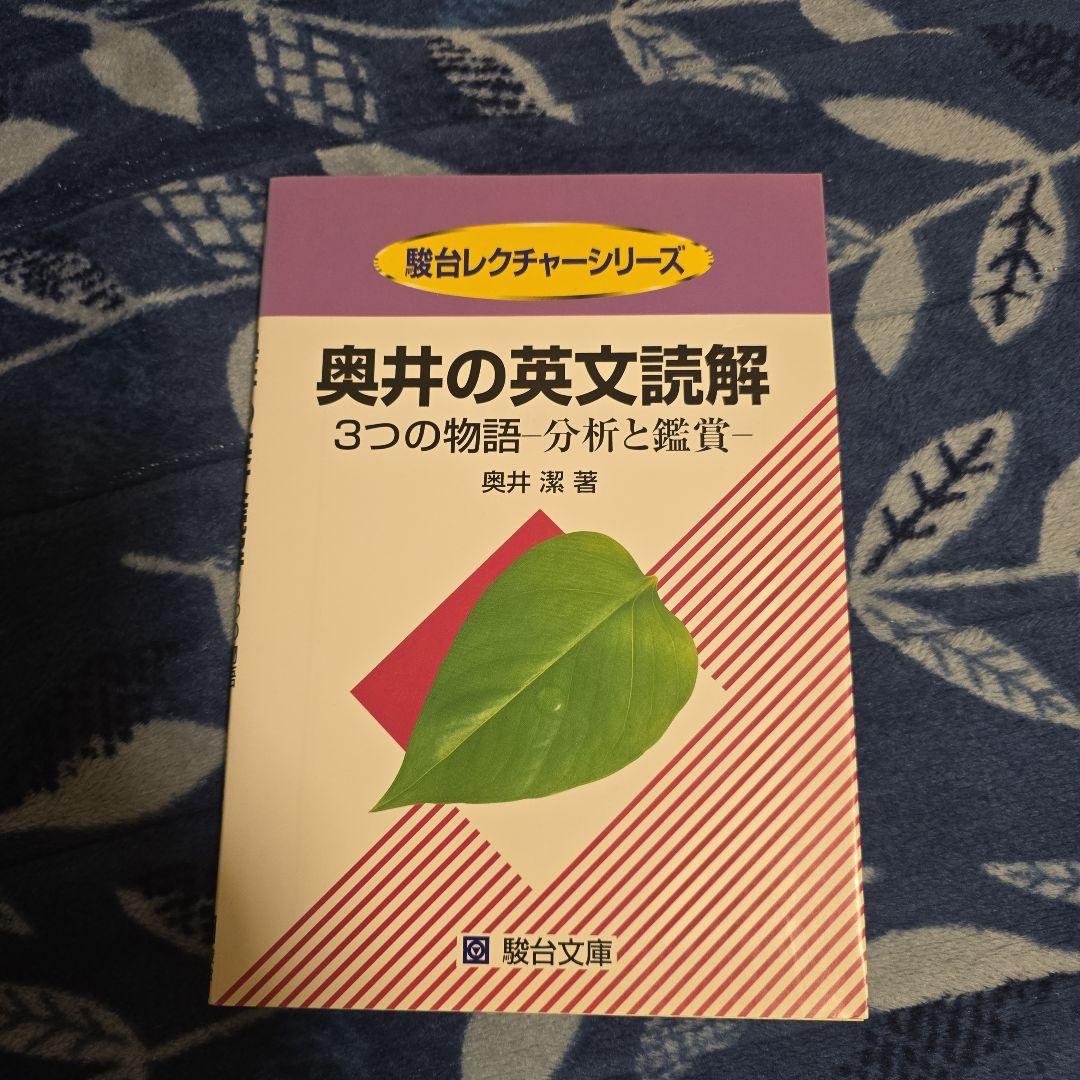 駿台レクチャーシリーズ
奥井の英文読解
3つの物語–分析と鑑賞–
奥井 潔 著
駿台文庫